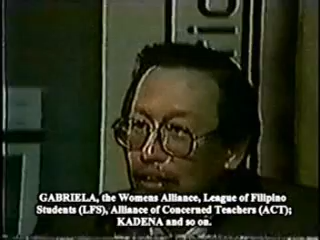 GABRIELA, the Womens Alliance, League of Filipino
Students (LFS), Alliance of Concerned Teachers (ACT);
KADENA and so on.